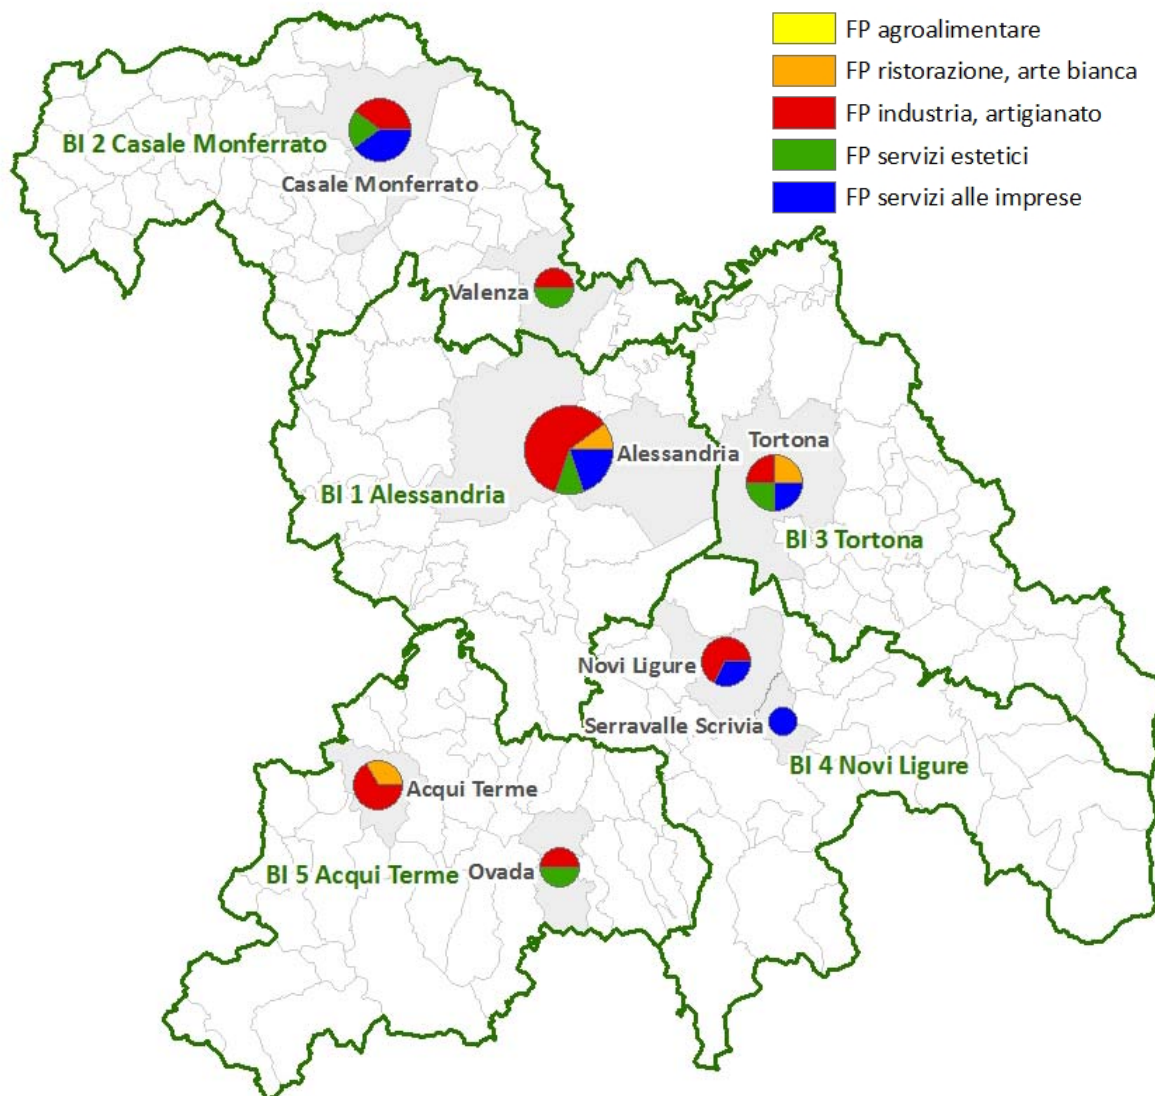 FP agroalimentare
FP ristorazione, arte bianca
FP industria, artigianato
FP servizi estetici
FP servizi alle imprese
BI 2 Casale Monferrato
Casale Monferrato
Valenza
Alessandria
Tortona
BI 1 Alessandria
BI 3 Tortona
Novi Ligure
Serravalle Scrivia
BI 4 Novi Ligure
Acqui Terme
BI 5 Acqui Terme
Ovada